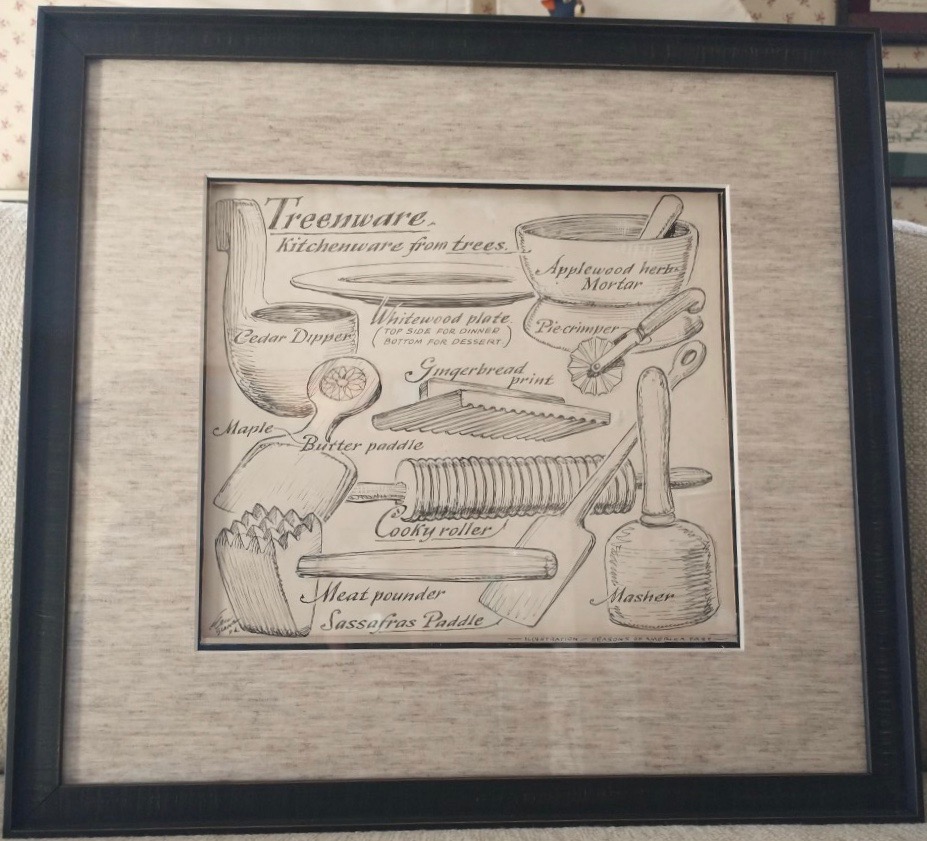 Treenware
Kitchenware from trees.
Applewood herb
Mortar
Whitewood plate
(TOP SIDE FOR DINNER
BOTTOM FOR DESSERT.)
Cedar Dipper
Piecrimper
Gingerbread
print
Maple
Butter paddle
Cooky roller
Meat pounder
Masher
Sassafras Paddle
ILLUSTRATION